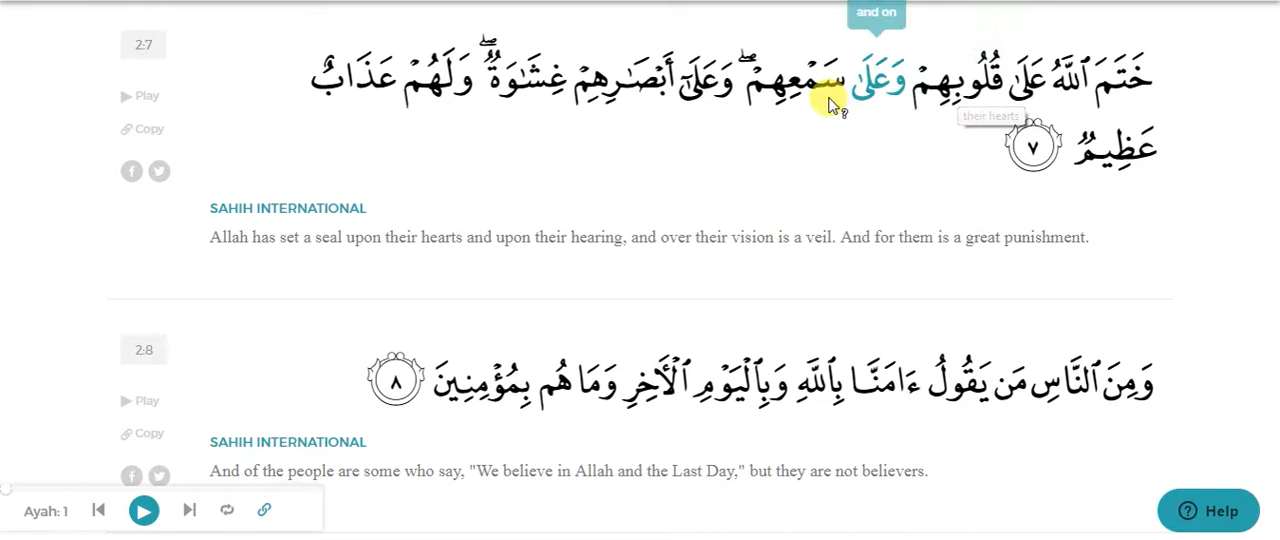 and on
2:7
خَتَمَ ٱللَّهُ عَلَىٰ قُلُوبِهِمْ وَعَلَىٰ سَمْعِهِمْ ۖ وَعَلَىٰٓ أَبْصَـٰرِهِمْ غِشَـٰوَةٌ ۖ وَلَهُمْ عَذَابٌ
Play
their hearts
Copy
عَظِيمٌ ٧
SAHIH INTERNATIONAL
Allah has set a seal upon their hearts and upon their hearing, and over their vision is a veil. And for them is a great punishment.
2:8
وَمِنَ ٱلنَّاسِ مَن يَقُولُ ءَامَنَّا بِٱللَّهِ وَبِٱلْيَوْمِ ٱلْـَٔاخِرِ وَمَا هُم بِمُؤْمِنِينَ ٨
Play
Copy
SAHIH INTERNATIONAL
And of the people are some who say, "We believe in Allah and the Last Day," but they are not believers.
Ayah: 1
Help